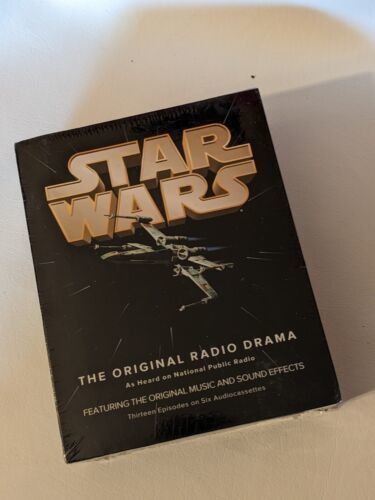 STAR
WARS
THE ORIGINAL RADIO DRAMA
As Heard on National Public Radio
FEATURING THE ORIGINAL MUSIC AND SOUND EFFECTS
Thirteen Episodes on Six Audiocassettes